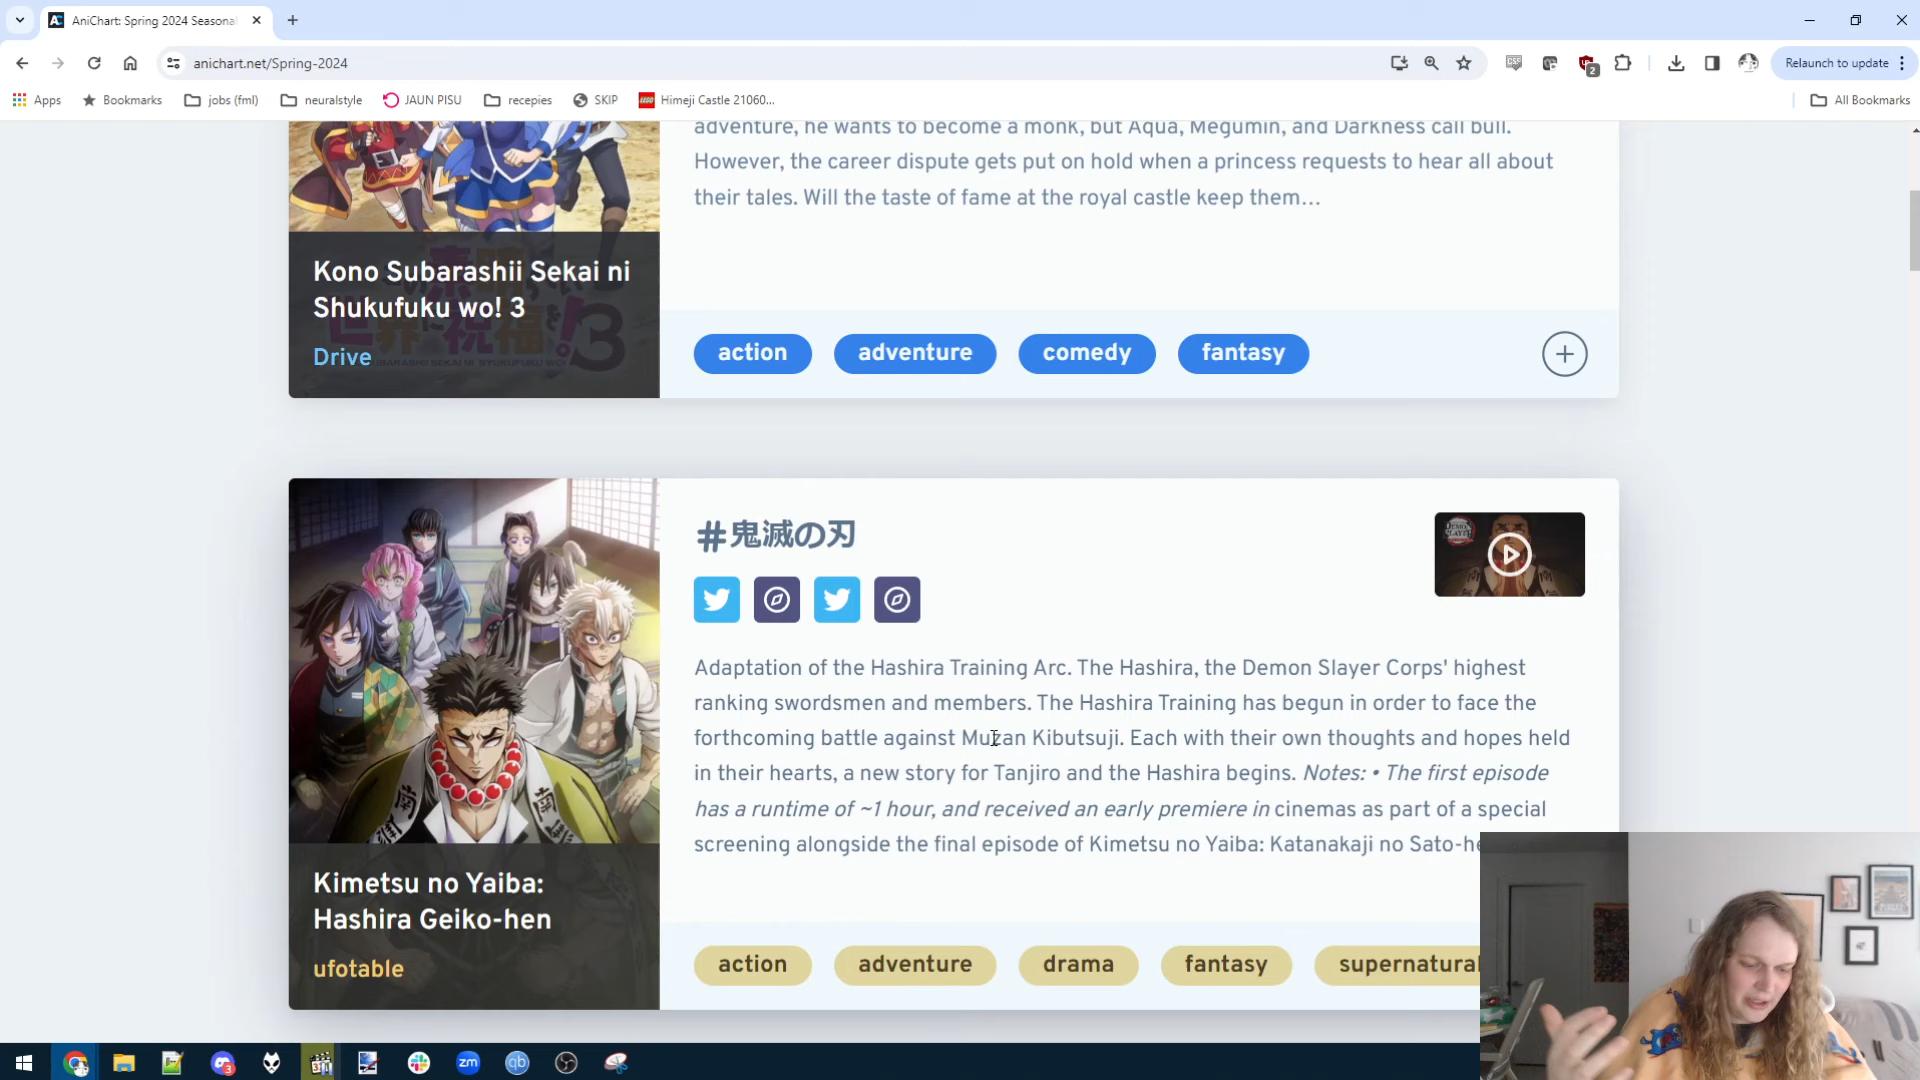 AniChart: Spring 2024 Seasonal
anichart.net/Spring-2024
2
Relaunch to update
Apps
Bookmarks
jobs (fml)
neuralstyle
JAUN PISU
recepies
SKIP
LEGO
Himeji Castle 21060...
All Bookmarks
adventure, he wants to become a monk, but Aqua, Megumin, and Darkness call bull.
However, the career dispute gets put on hold when a princess requests to hear all about
their tales. Will the taste of fame at the royal castle keep them…
Kono Subarashii Sekai ni
Shukufuku wo! 3
Drive
action
adventure
comedy
fantasy
#鬼滅の刃
Adaptation of the Hashira Training Arc. The Hashira, the Demon Slayer Corps' highest
ranking swordsmen and members. The Hashira Training has begun in order to face the
forthcoming battle against Muzan Kibutsuji. Each with their own thoughts and hopes held
in their hearts, a new story for Tanjiro and the Hashira begins. Notes: • The first episode
has a runtime of ~1 hour, and received an early premiere in cinemas as part of a special
screening alongside the final episode of Kimetsu no Yaiba: Katanakaji no Sato-he
Kimetsu no Yaiba:
Hashira Geiko-hen
ufotable
action
adventure
drama
fantasy
supernatural
3
zm
qb